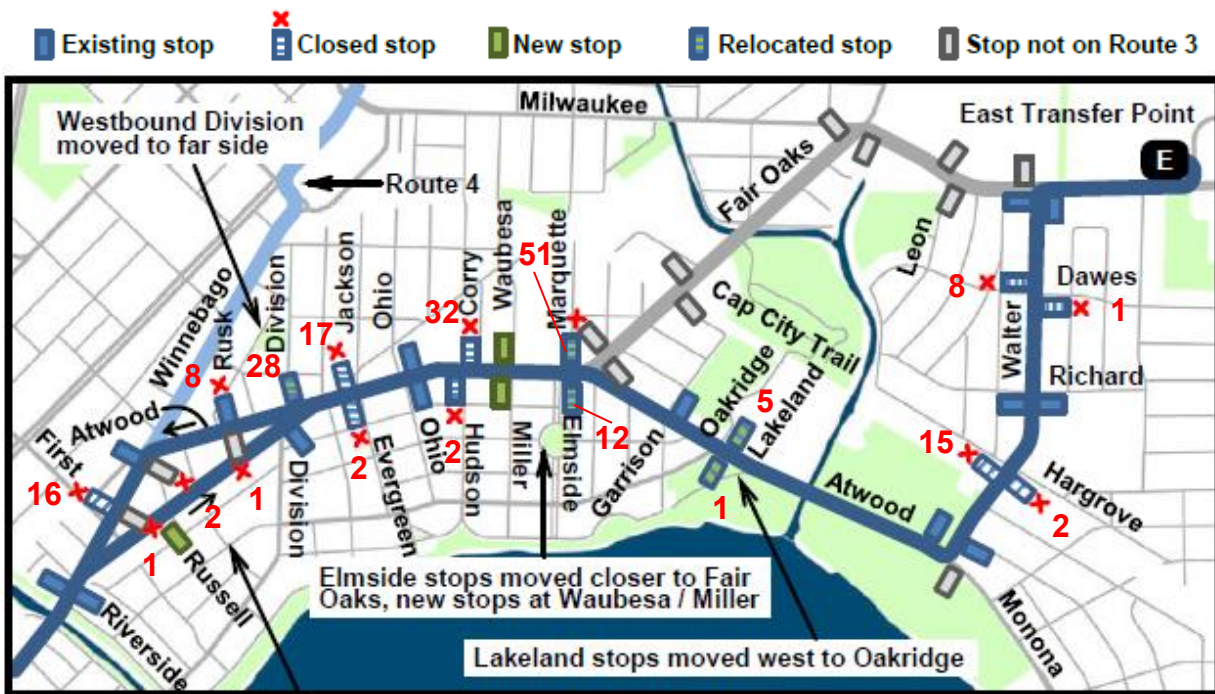 Existing stop
Closed stop
New stop
Relocated stop
Stop not on Route 3
Milwaukee
East Transfer Point
E
Westbound Division
moved to far side
Route 4
Fair Oaks
Leon
Winnebago
Rusk
Division
Jackson
Ohio
Corry
Waubesa
Marquette
Cap City Trail
Dawes
Walter
Richard
8
28
17
32
51
8
1
Atwood
First
16
2
1
1
Russell
Riverside
Division
2
Evergreen
Ohio
2
Hudson
Miller
Elmside
12
Garrison
Oakridge
Lakeland
5
1
Atwood
15
Hargrove
2
Monona
Elmside stops moved closer to Fair
Oaks, new stops at Waubesa / Miller
Lakeland stops moved west to Oakridge